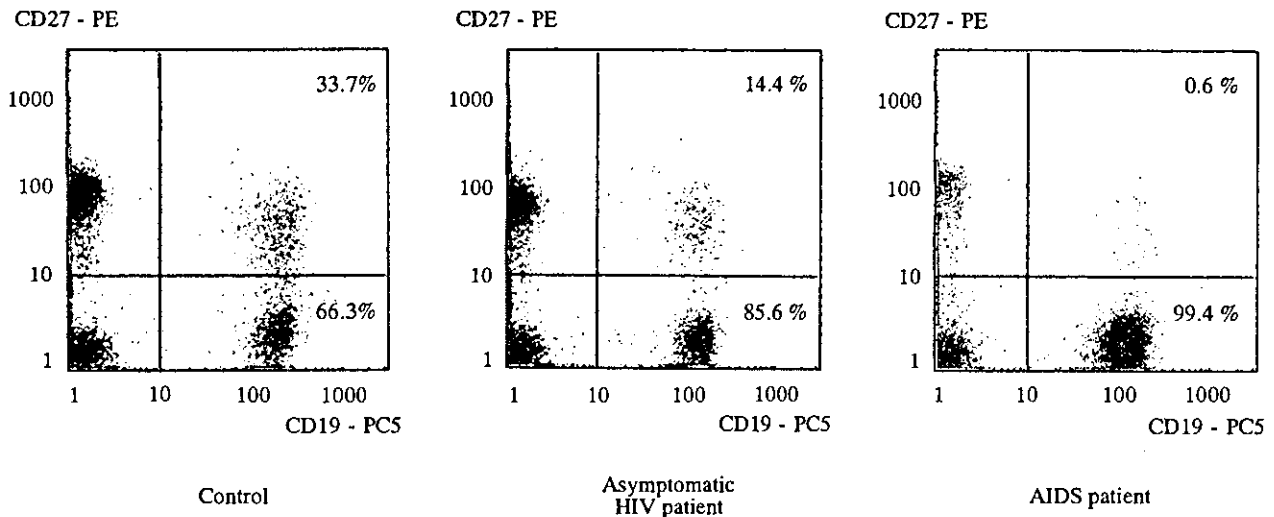 CD27 - PE
33.7%
1000
100
10
66.3%
1
1 10 100 1000
CD19 - PC5
Control
CD27 - PE
14.4 %
1000
100
10
85.6 %
1
1 10 100 1000
CD19 - PC5
Asymptomatic
HIV patient
CD27 - PE
0.6 %
1000
100
10
99.4 %
1
1 10 100 1000
CD19 - PC5
AIDS patient